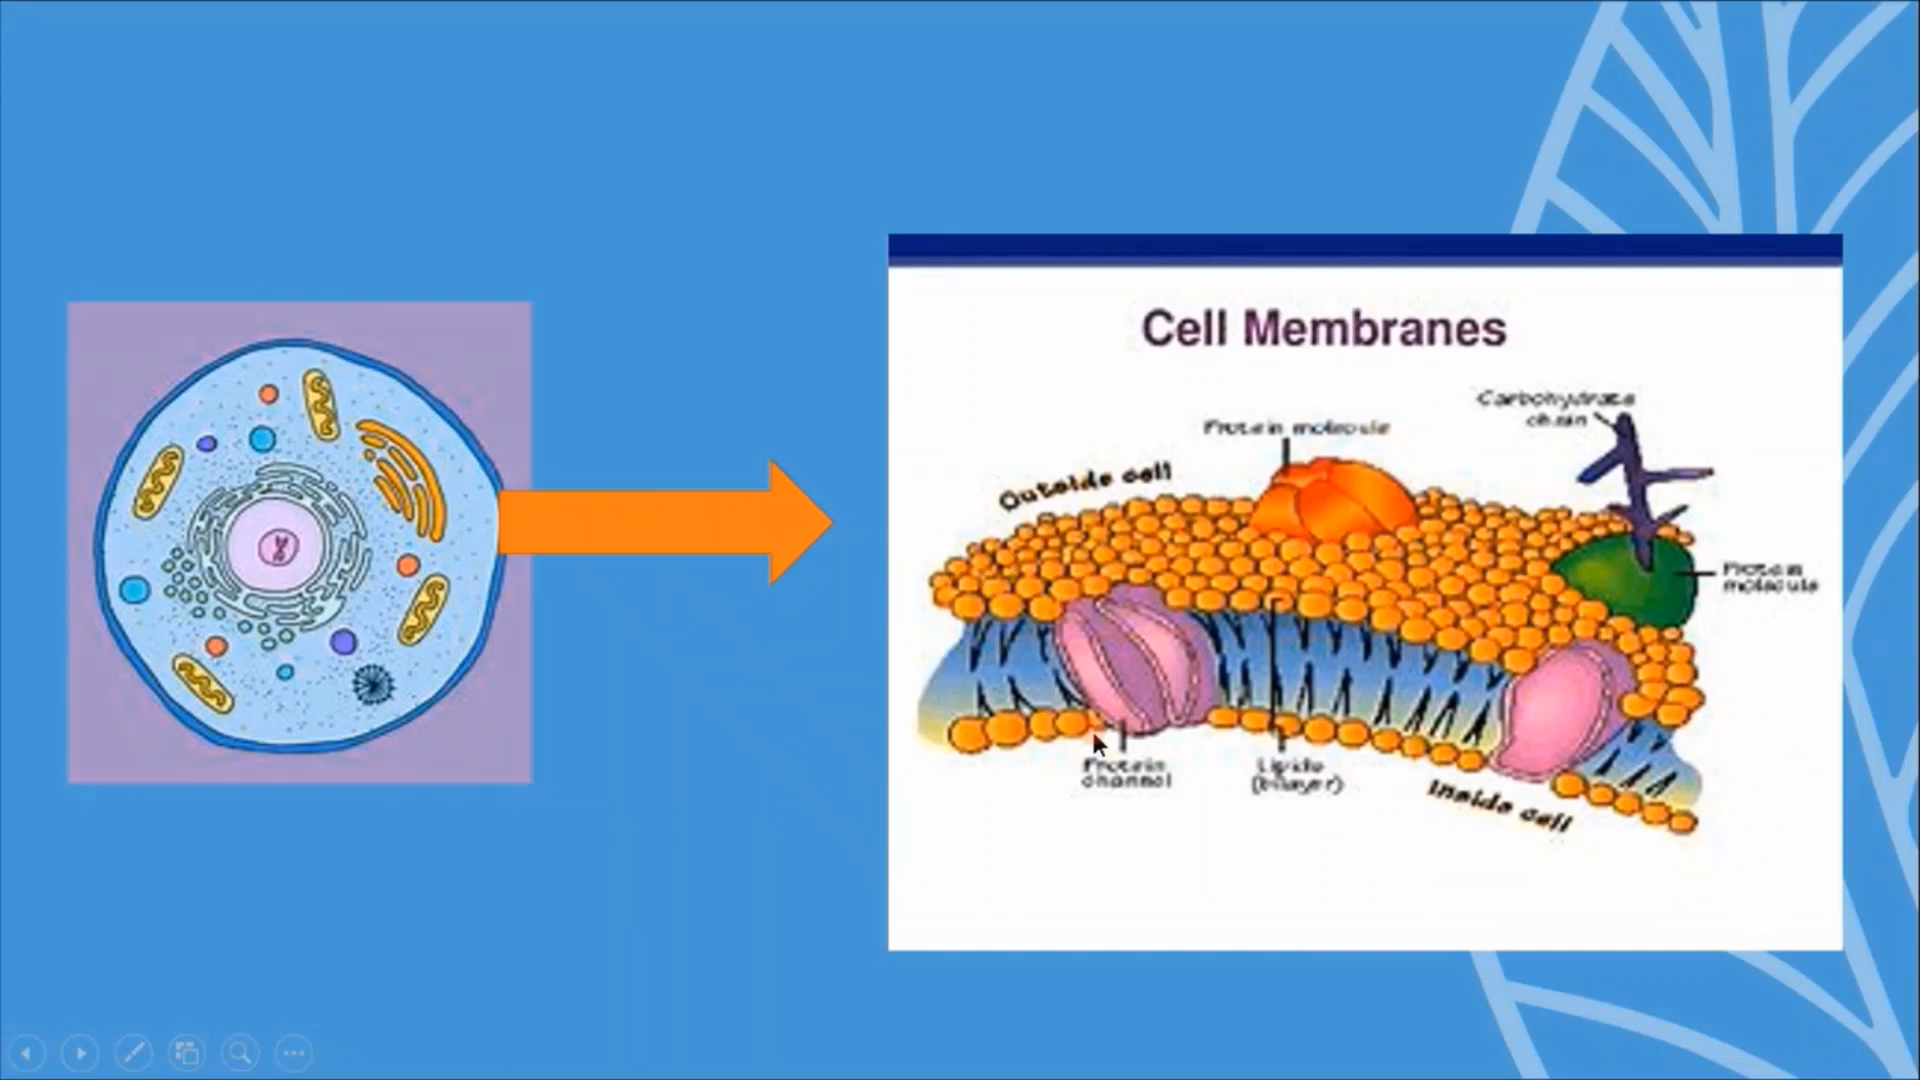 Cell Membranes
Carbohydrate
chain
Protein molecule
Outside cell
Protein
molecule
Protein
channel
Lipids
(bilayer)
Inside cell